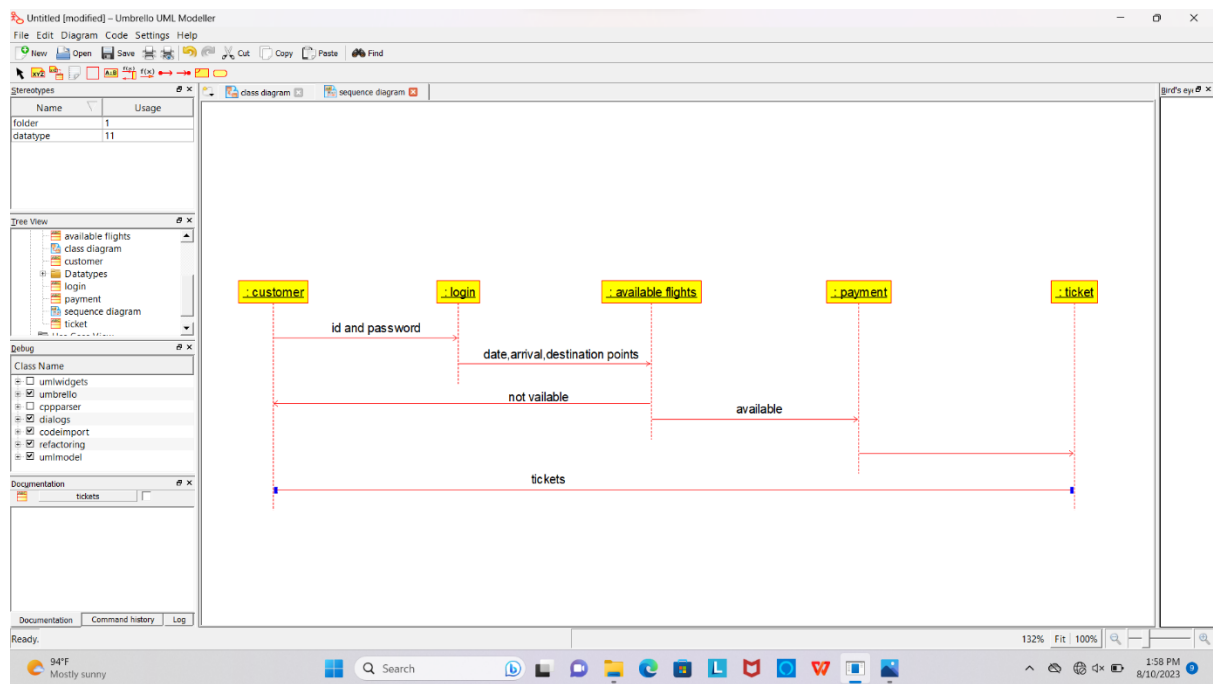 Untitled [modified] – Umbrello UML Modeller
File Edit Diagram Code Settings Help
New Open Save Cut Copy Paste Find
Stereotypes
Name Usage
folder 1
datatype 11
Tree View
available flights
class diagram
customer
Datatypes
login
payment
sequence diagram
ticket
Debug
Class Name
umlwidgets
umbrello
cppparser
dialogs
codeimport
refactoring
umlmodel
Documentation
tickets
Documentation Command history Log
Ready.
class diagram sequence diagram
: customer : login : available flights : payment : ticket
id and password
date,arrival,destination points
not vailable
available
tickets
Bird's eye
132% Fit 100%
94°F
Mostly sunny
Search
1:58 PM
8/10/2023
9